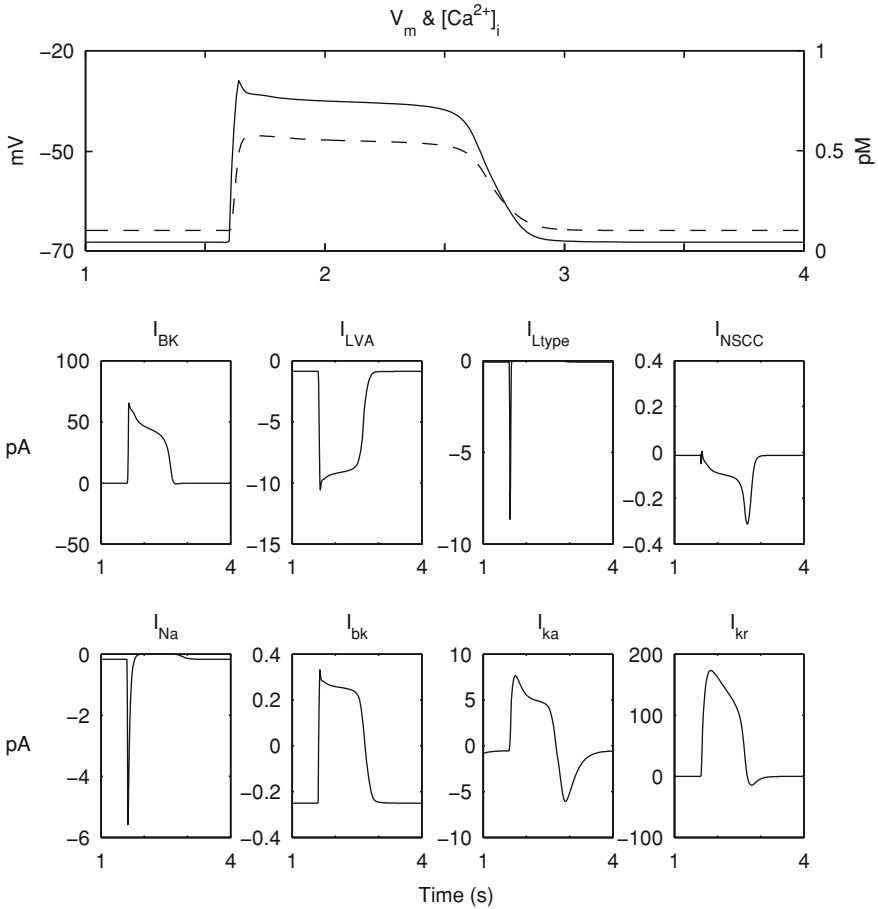 V_m & [Ca²⁺]_i
−20 1
mV −50 0.5 pM
−70 0
1 2 3 4
I_BK I_LVA I_Ltype I_NSCC
100 0 0 0.4
50 −5 0.2
pA −5 0
0 −10 −0.2
−50 −15 −10 −0.4
1 4 1 4 1 4 1 4
I_Na I_bk I_ka I_kr
0 0.4 10 200
−2 0.2 5 100
pA 0 0
−4 −0.2 −5 0
−6 −0.4 −10 −100
1 4 1 4 1 4 1 4
Time (s)